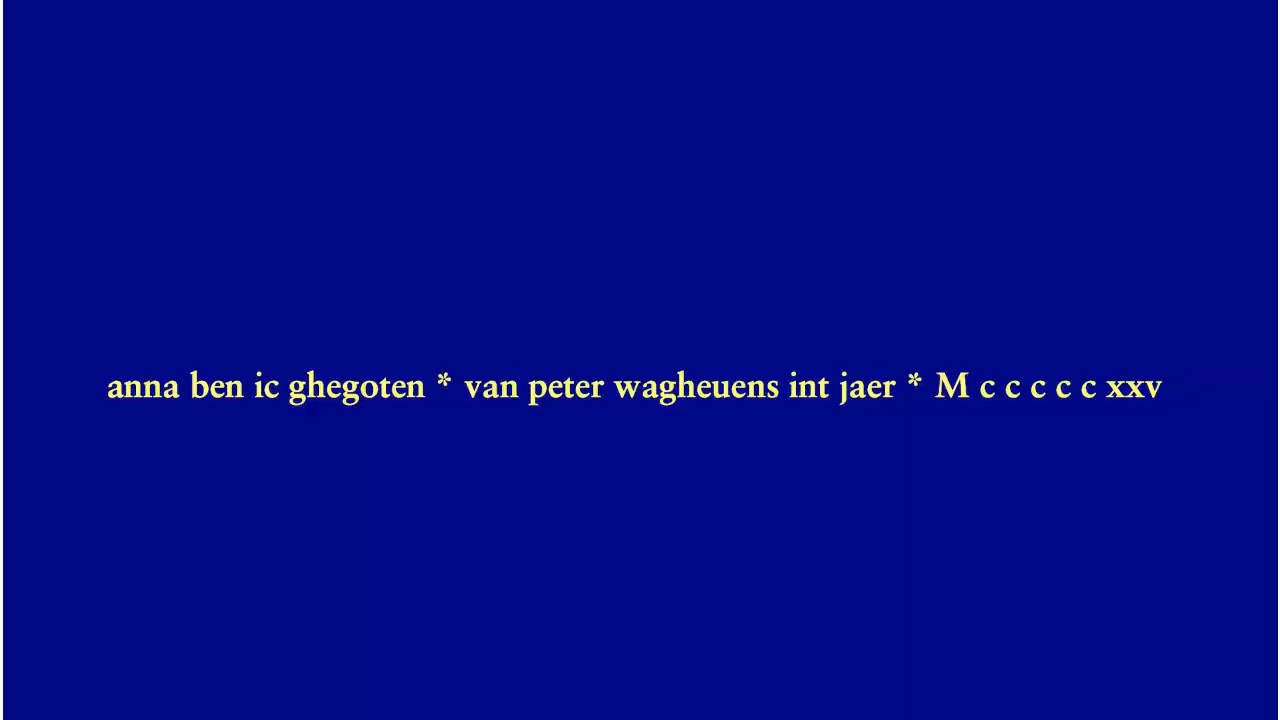 anna ben ic ghegoten * van peter wagheuens int jaer * M c c c c c xxv